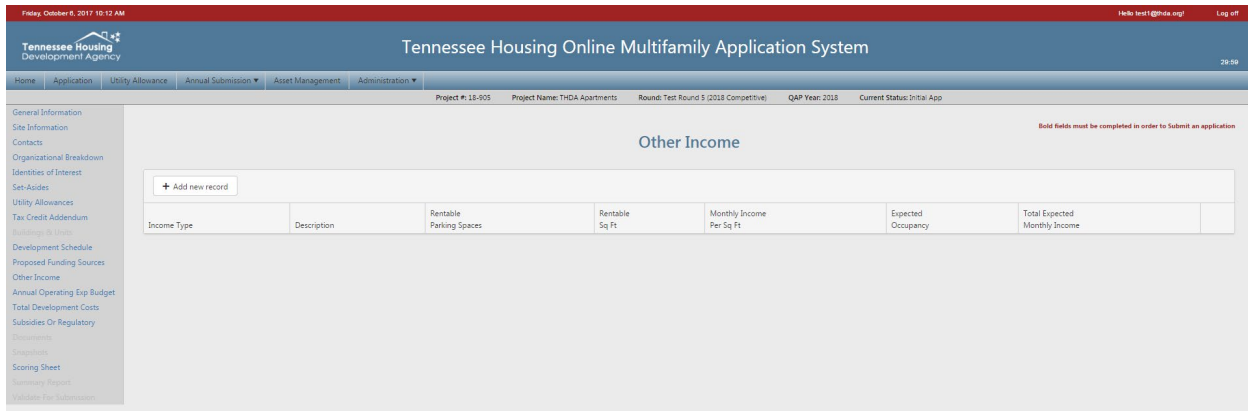 Friday, October 6, 2017 10:12 AM Hello test1@thda.org! Log off
Tennessee Housing
Development Agency
Tennessee Housing Online Multifamily Application System
29:59
Home Application Utility Allowance Annual Submission ▼ Asset Management Administration ▼
Project #: 18-905 Project Name: THDA Apartments Round: Test Round 5 (2018 Competitive) QAP Year: 2018 Current Status: Initial App
General Information
Site Information
Contacts
Organizational Breakdown
Identities of Interest
Set-Asides
Utility Allowances
Tax Credit Addendum
Buildings & Units
Development Schedule
Proposed Funding Sources
Other Income
Annual Operating Exp Budget
Total Development Costs
Subsidies Or Regulatory
Documents
Snapshots
Scoring Sheet
Summary Report
Validate For Submission
Bold fields must be completed in order to Submit an application
Other Income
+ Add new record
Rentable Rentable Monthly Income Expected Total Expected
Income Type Description Parking Spaces Sq Ft Per Sq Ft Occupancy Monthly Income